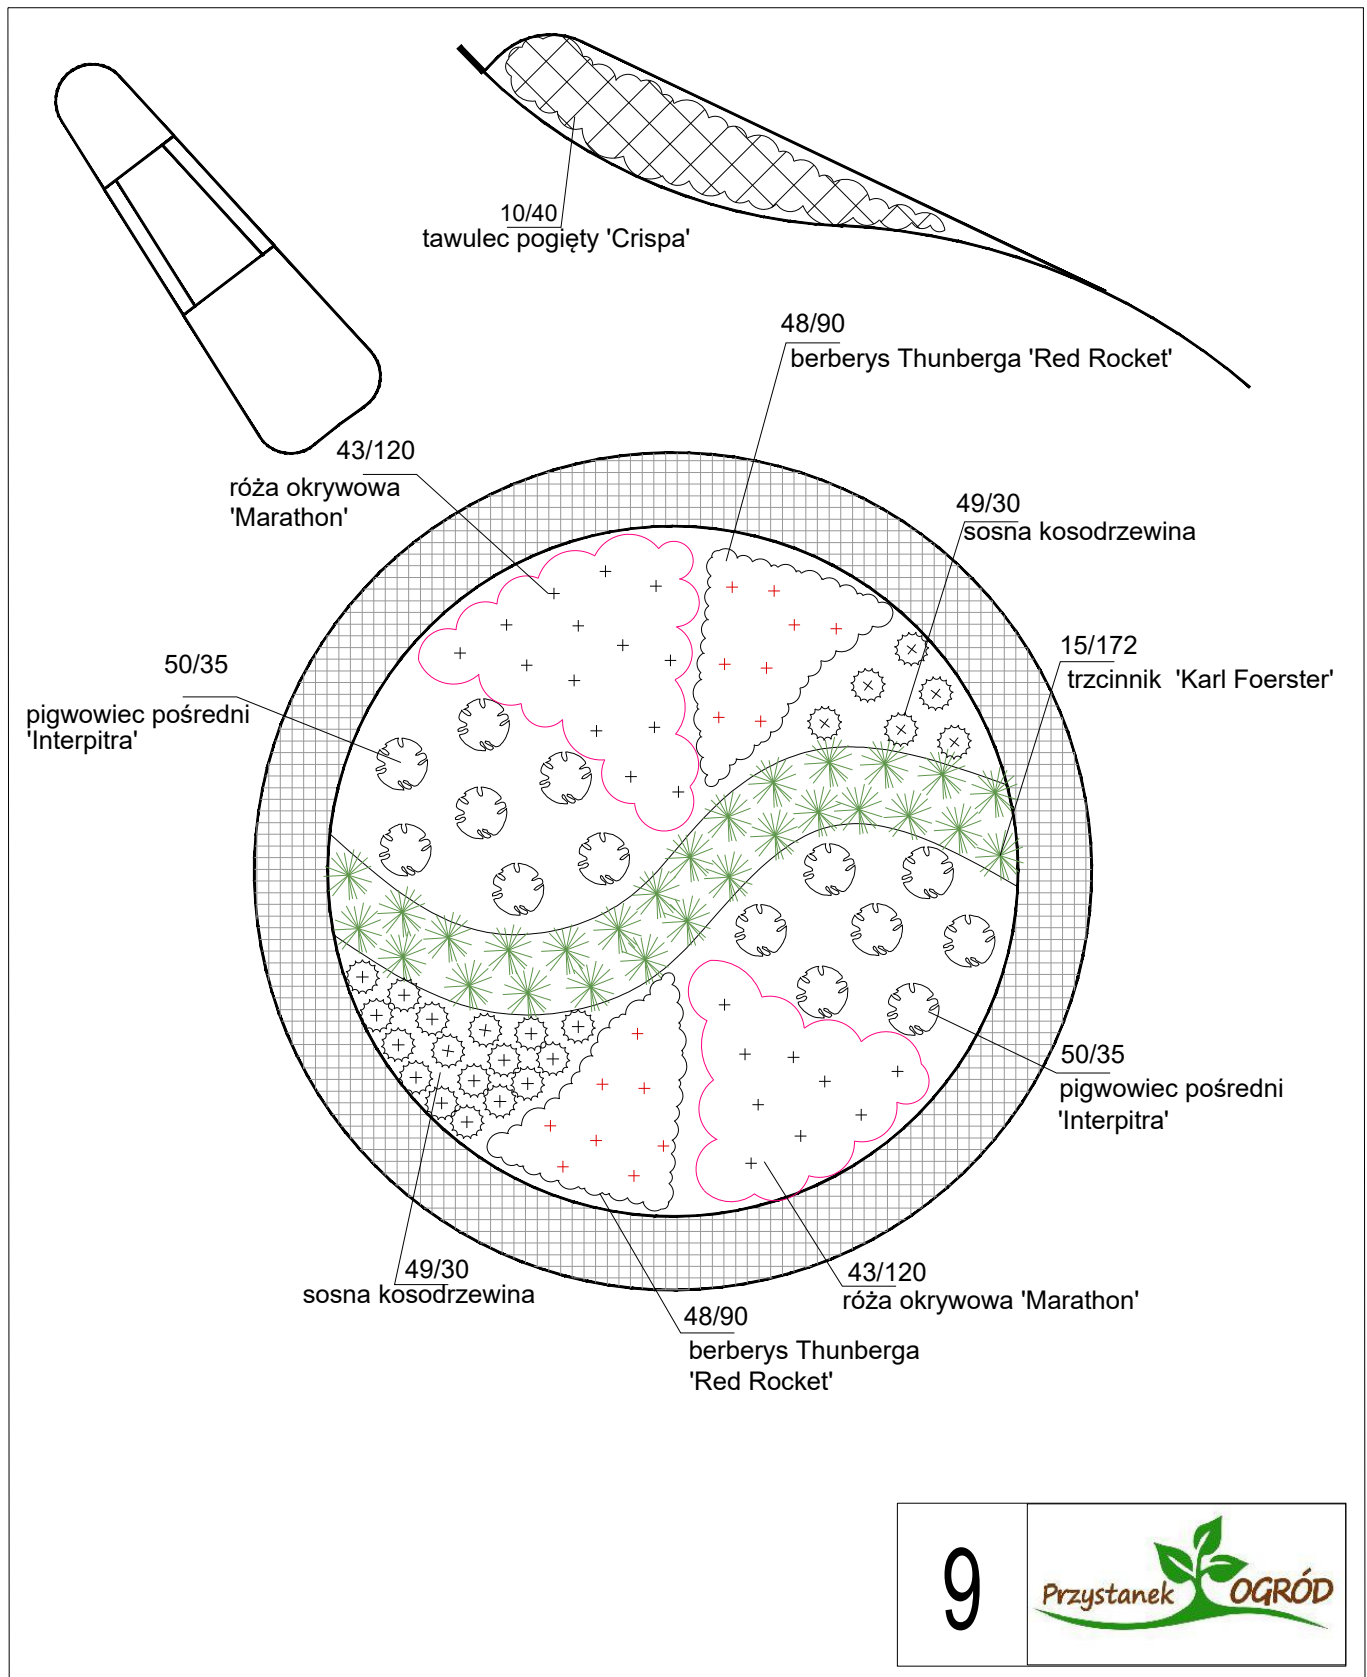 10/40
tawulec pogięty 'Crispa'
48/90
berberys Thunberga 'Red Rocket'
43/120
róża okrywowa
'Marathon'
49/30
sosna kosodrzewina
15/172
trzcinnik 'Karl Foerster'
50/35
pigwowiec pośredni
'Interpitra'
50/35
pigwowiec pośredni
'Interpitra'
49/30
sosna kosodrzewina
43/120
róża okrywowa 'Marathon'
48/90
berberys Thunberga
'Red Rocket'
9
Przystanek OGRÓD